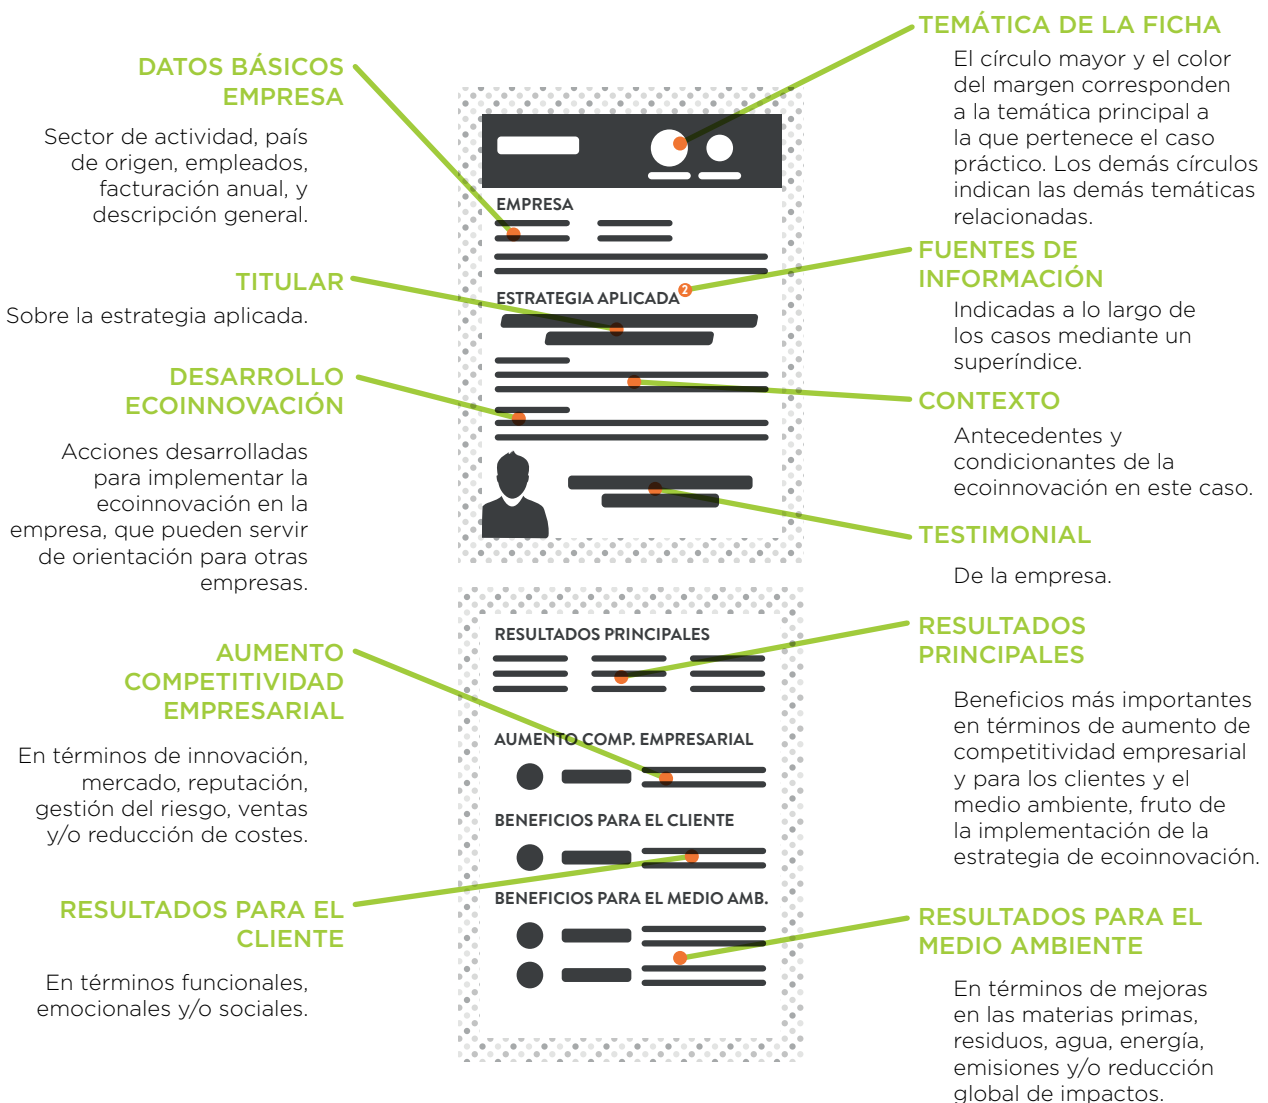 DATOS BÁSICOS
EMPRESA
Sector de actividad, país
de origen, empleados,
facturación anual, y
descripción general.
TITULAR
Sobre la estrategia aplicada.
DESARROLLO
ECOINNOVACIÓN
Acciones desarrolladas
para implementar la
ecoinnovación en la
empresa, que pueden servir
de orientación para otras
empresas.
AUMENTO
COMPETITIVIDAD
EMPRESARIAL
En términos de innovación,
mercado, reputación,
gestión del riesgo, ventas
y/o reducción de costes.
RESULTADOS PARA EL
CLIENTE
En términos funcionales,
emocionales y/o sociales.
EMPRESA
ESTRATEGIA APLICADA 2
RESULTADOS PRINCIPALES
AUMENTO COMP. EMPRESARIAL
BENEFICIOS PARA EL CLIENTE
BENEFICIOS PARA EL MEDIO AMB.
TEMÁTICA DE LA FICHA
El círculo mayor y el color
del margen corresponden
a la temática principal a
la que pertenece el caso
práctico. Los demás círculos
indican las demás temáticas
relacionadas.
FUENTES DE
INFORMACIÓN
Indicadas a lo largo de
los casos mediante un
superíndice.
CONTEXTO
Antecedentes y
condicionantes de la
ecoinnovación en este caso.
TESTIMONIAL
De la empresa.
RESULTADOS
PRINCIPALES
Beneficios más importantes
en términos de aumento de
competitividad empresarial
y para los clientes y el
medio ambiente, fruto de
la implementación de la
estrategia de ecoinnovación.
RESULTADOS PARA EL
MEDIO AMBIENTE
En términos de mejoras
en las materias primas,
residuos, agua, energía,
emisiones y/o reducción
global de impactos.